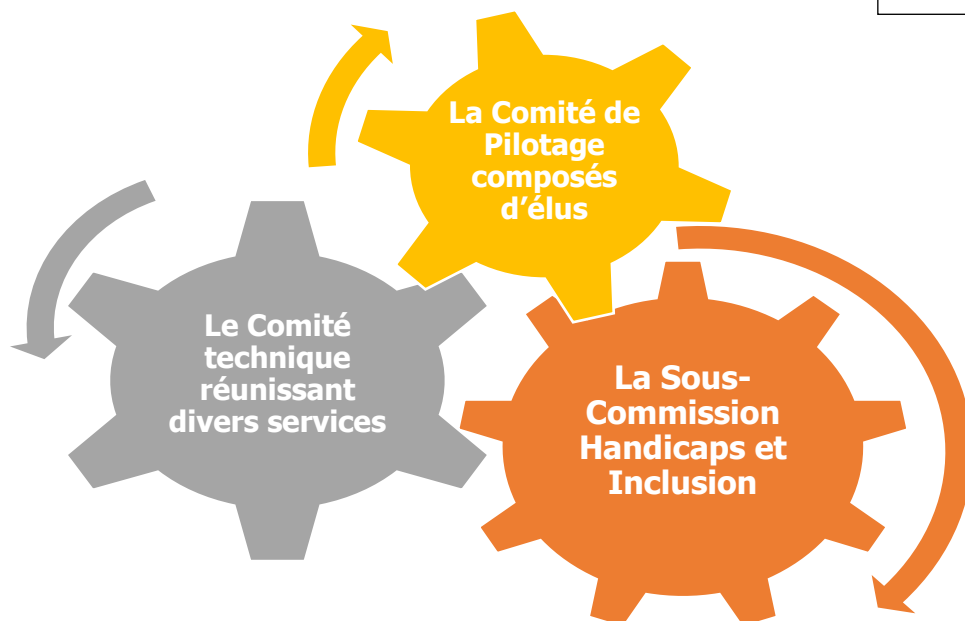 La Comité de
Pilotage
composés
d’élus
Le Comité
technique
réunissant
divers services
La Sous-
Commission
Handicaps et
Inclusion